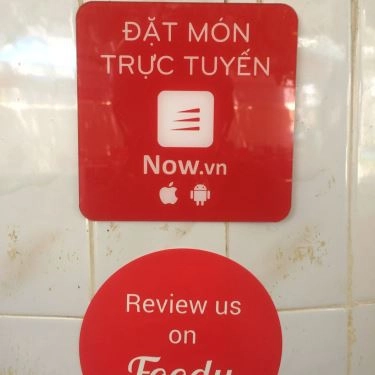 ĐẶT MÓN
TRỰC TUYẾN
Now.vn
Review us
on